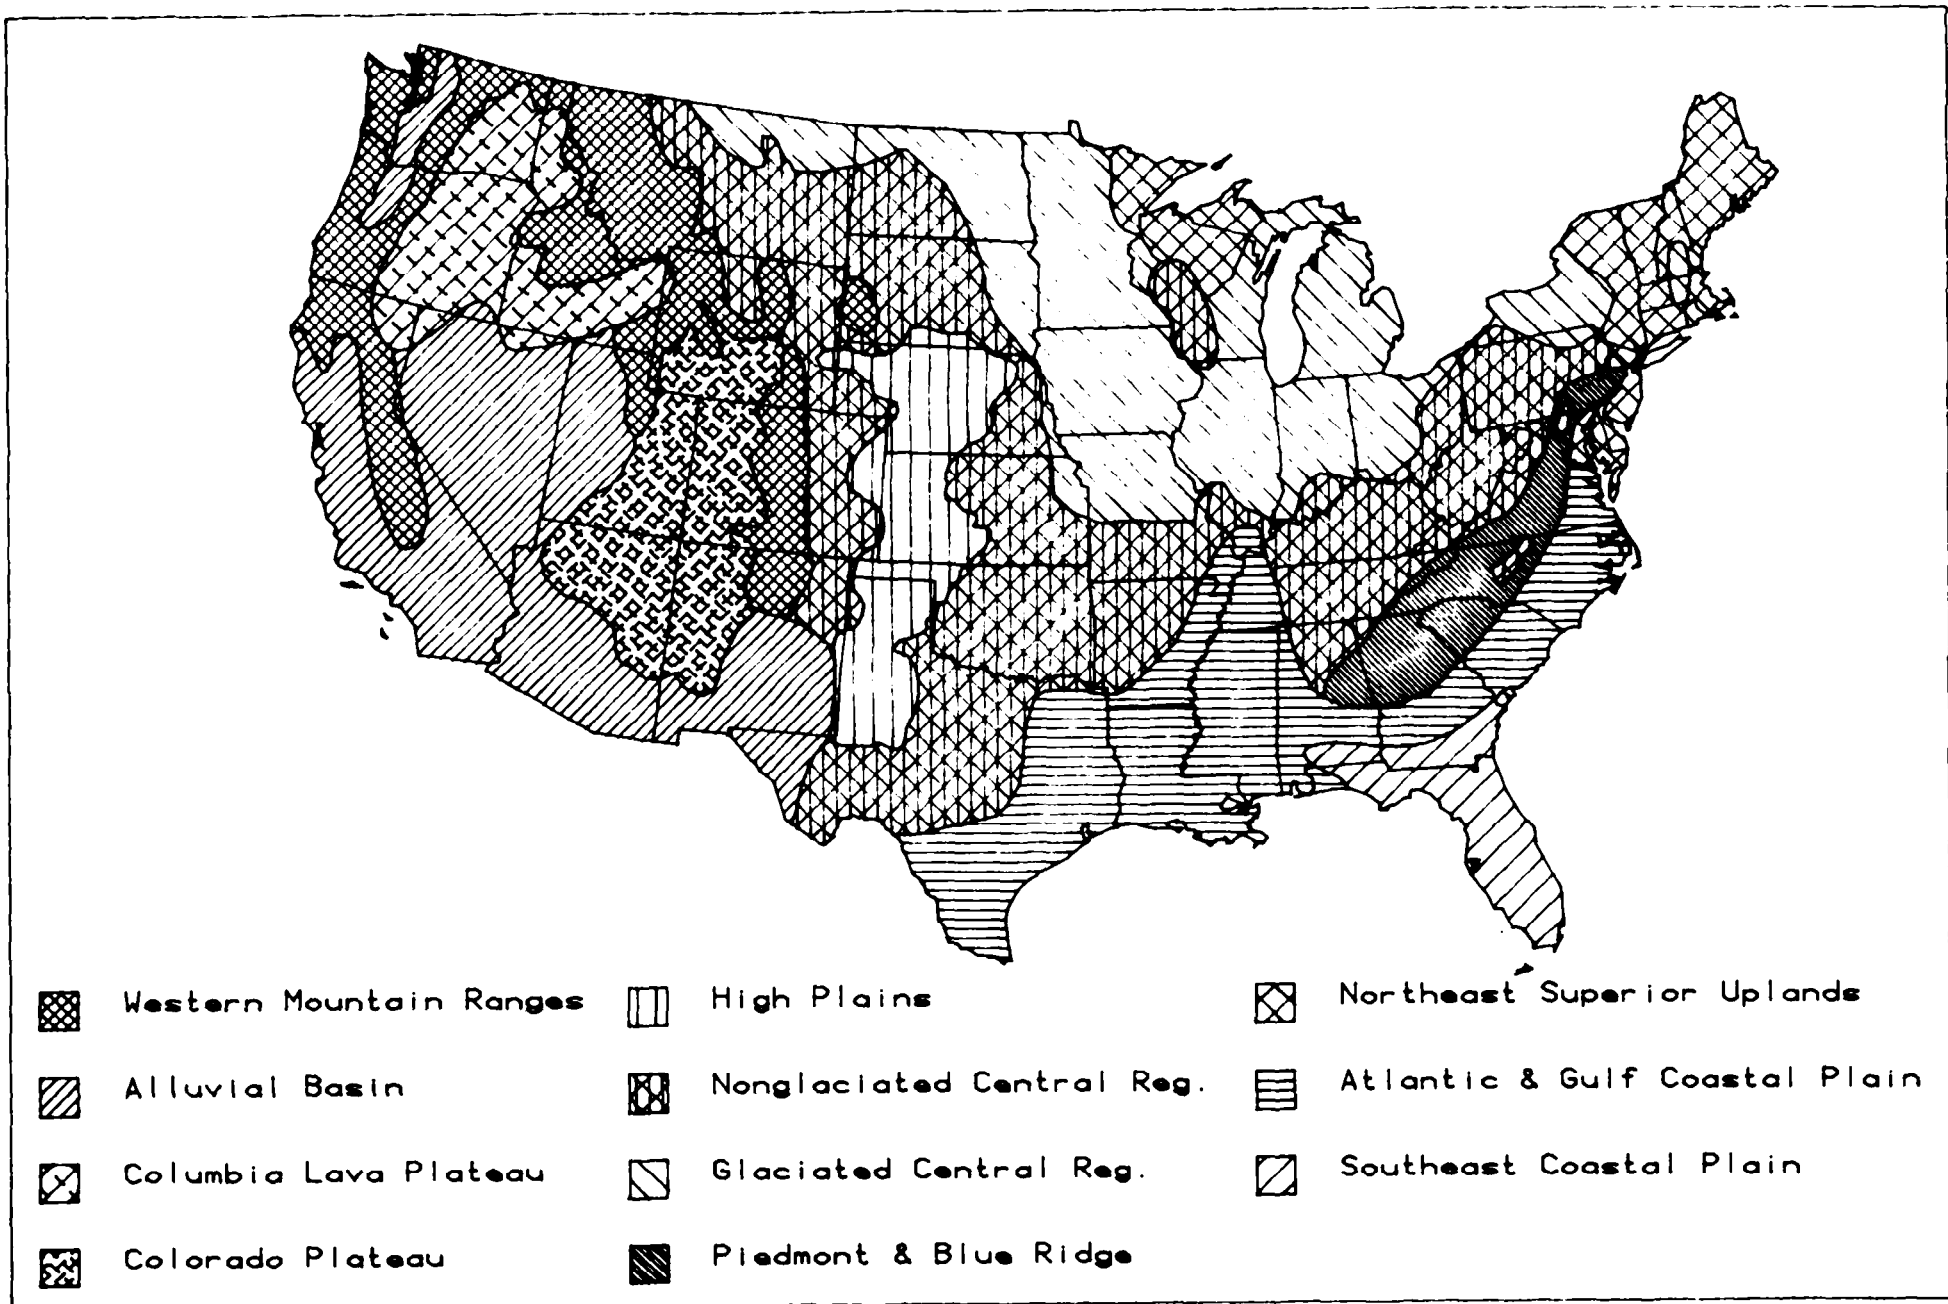 Western Mountain Ranges
Alluvial Basin
Columbia Lava Plateau
Colorado Plateau
High Plains
Nonglaciated Central Reg.
Glaciated Central Reg.
Piedmont & Blue Ridge
Northeast Superior Uplands
Atlantic & Gulf Coastal Plain
Southeast Coastal Plain